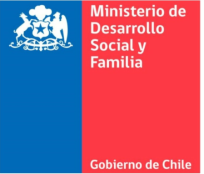 Ministerio de
Desarrollo
Social y
Familia
Gobierno de Chile